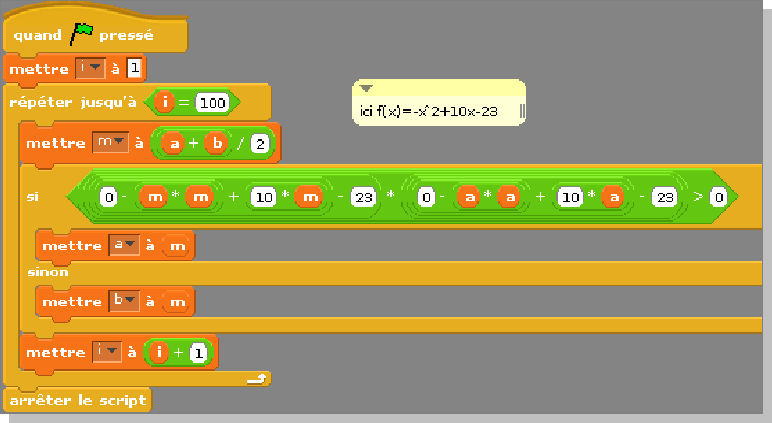 quand pressé
mettre i à 1
répéter jusqu'à i = 100
ici f(x)=-x^2+10x-23
mettre m à a + b / 2
si 0 - m * m + 10 * m - 23 * 0 - a * a + 10 * a - 23 > 0
mettre a à m
sinon
mettre b à m
mettre i à i + 1
arrêter le script